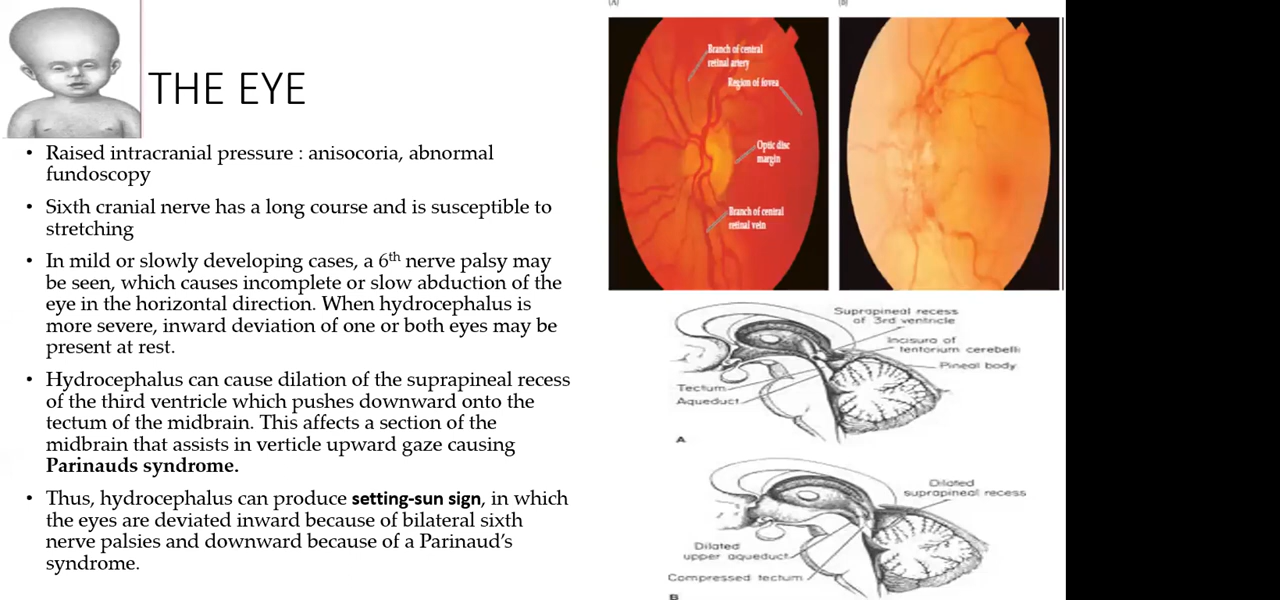 (A)
(B)
THE EYE
• Raised intracranial pressure : anisocoria, abnormal
fundoscopy
• Sixth cranial nerve has a long course and is susceptible to
stretching
• In mild or slowly developing cases, a 6th nerve palsy may
be seen, which causes incomplete or slow abduction of the
eye in the horizontal direction. When hydrocephalus is
more severe, inward deviation of one or both eyes may be
present at rest.
• Hydrocephalus can cause dilation of the suprapineal recess
of the third ventricle which pushes downward onto the
tectum of the midbrain. This affects a section of the
midbrain that assists in verticle upward gaze causing
Parinauds syndrome.
• Thus, hydrocephalus can produce setting-sun sign, in which
the eyes are deviated inward because of bilateral sixth
nerve palsies and downward because of a Parinaud's
syndrome.
Branch of central
retinal artery
Region of fovea
Optic disc
margin
Branch of central
retinal vein
Suprapineal recess
of 3rd ventricle
Incisura of
tentorium cerebelli
Pineal body
Tectum
Aqueduct
A
Dilated
suprapineal recess
Dilated
upper aqueduct
Compressed tectum
B